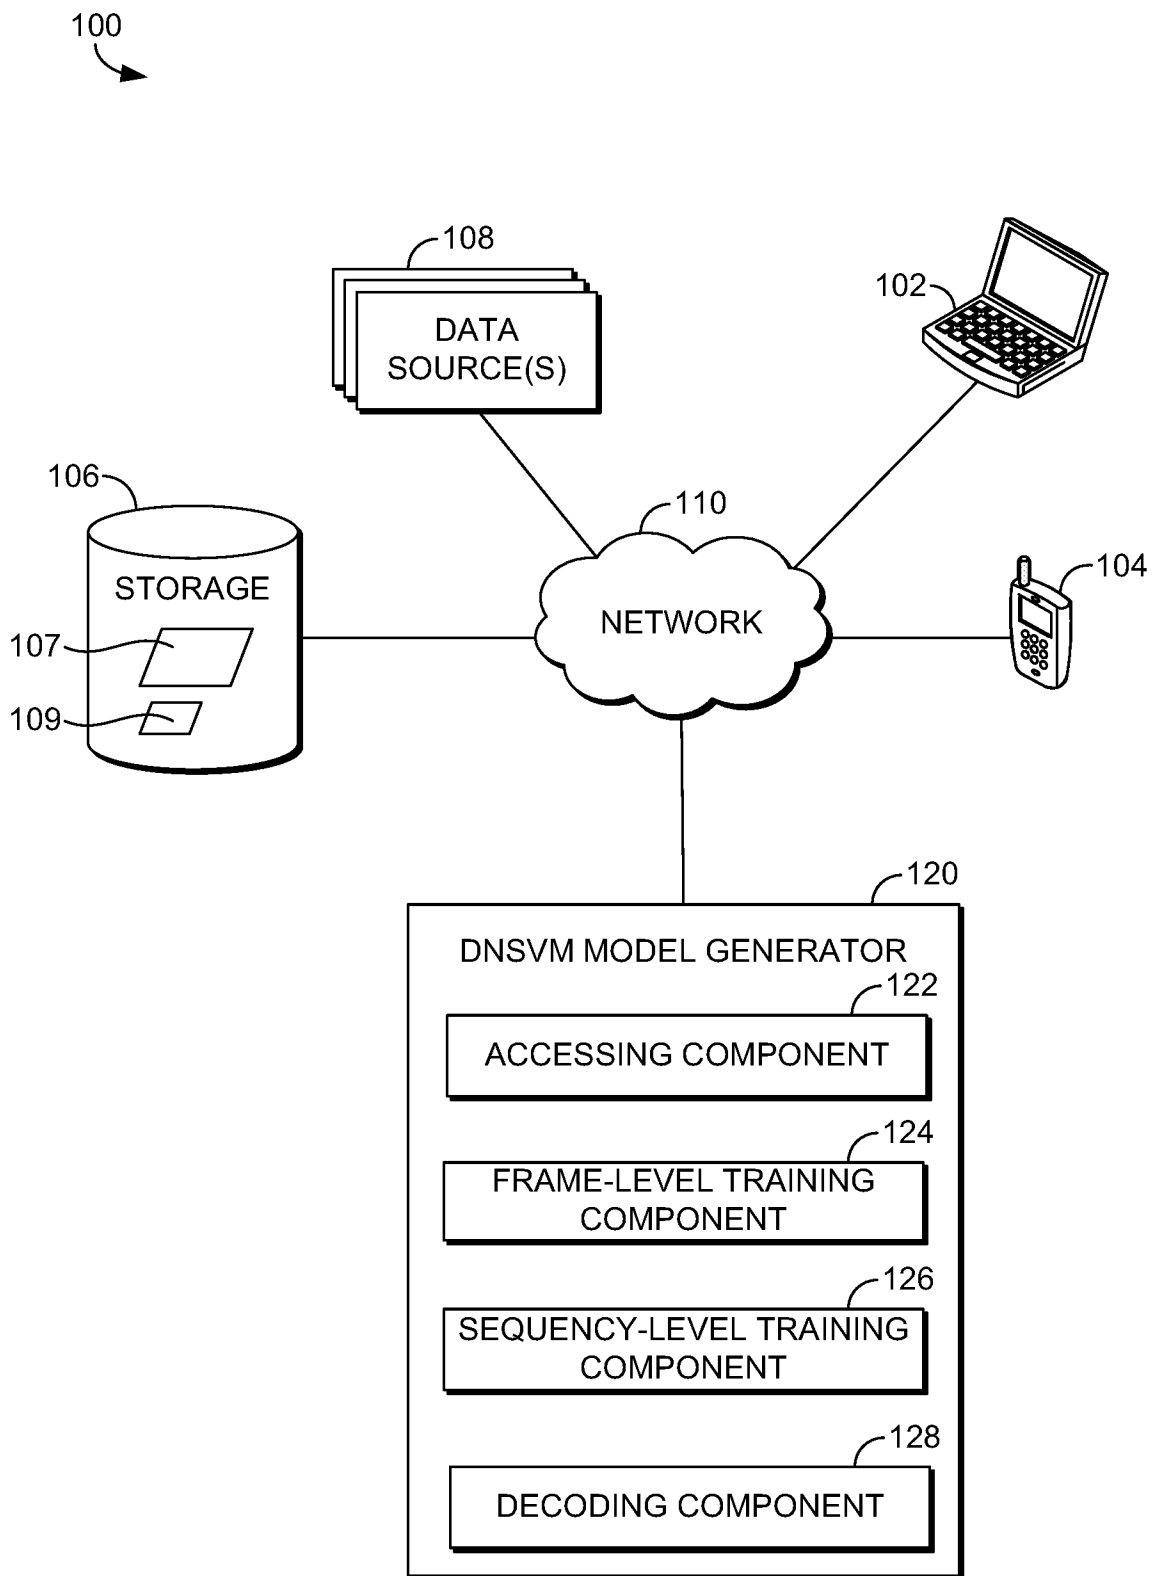 100
108
DATA
SOURCE(S)
102
106
STORAGE
107
109
110
NETWORK
104
120
DNSVM MODEL GENERATOR
122
ACCESSING COMPONENT
124
FRAME-LEVEL TRAINING
COMPONENT
126
SEQUENCY-LEVEL TRAINING
COMPONENT
128
DECODING COMPONENT